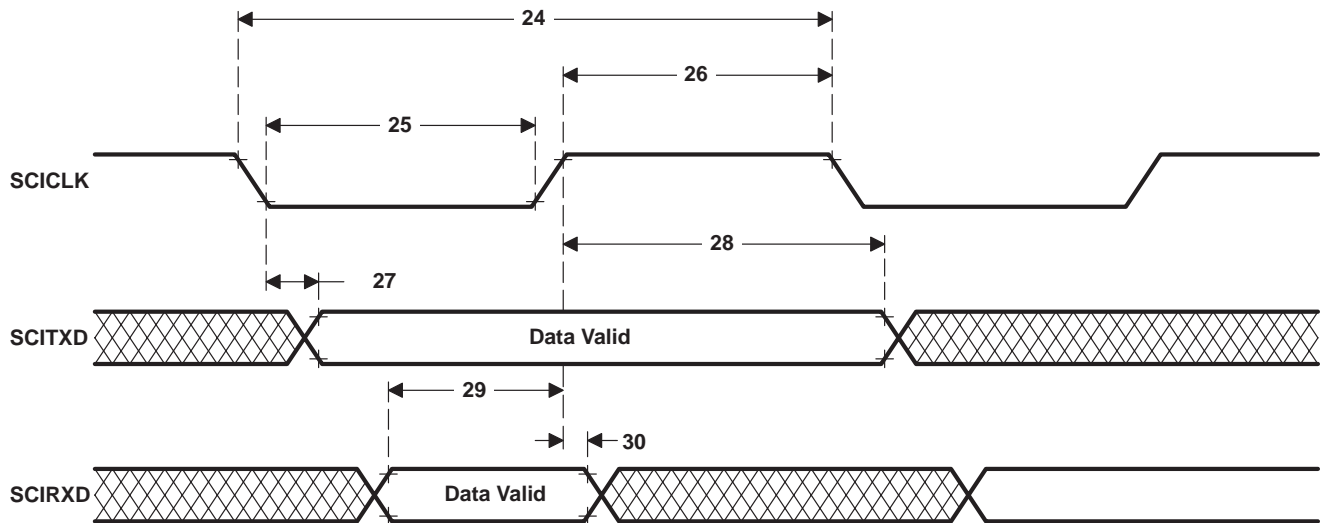 24
26
25
SCICLK
28
27
SCITXD
Data Valid
29
30
SCIRXD
Data Valid